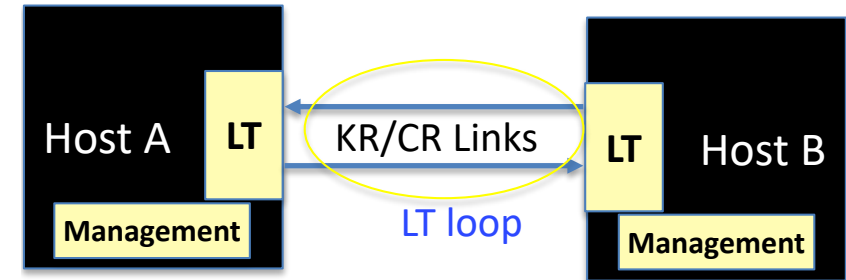 Host A
LT
KR/CR Links
LT
Host B
LT loop
Management
Management